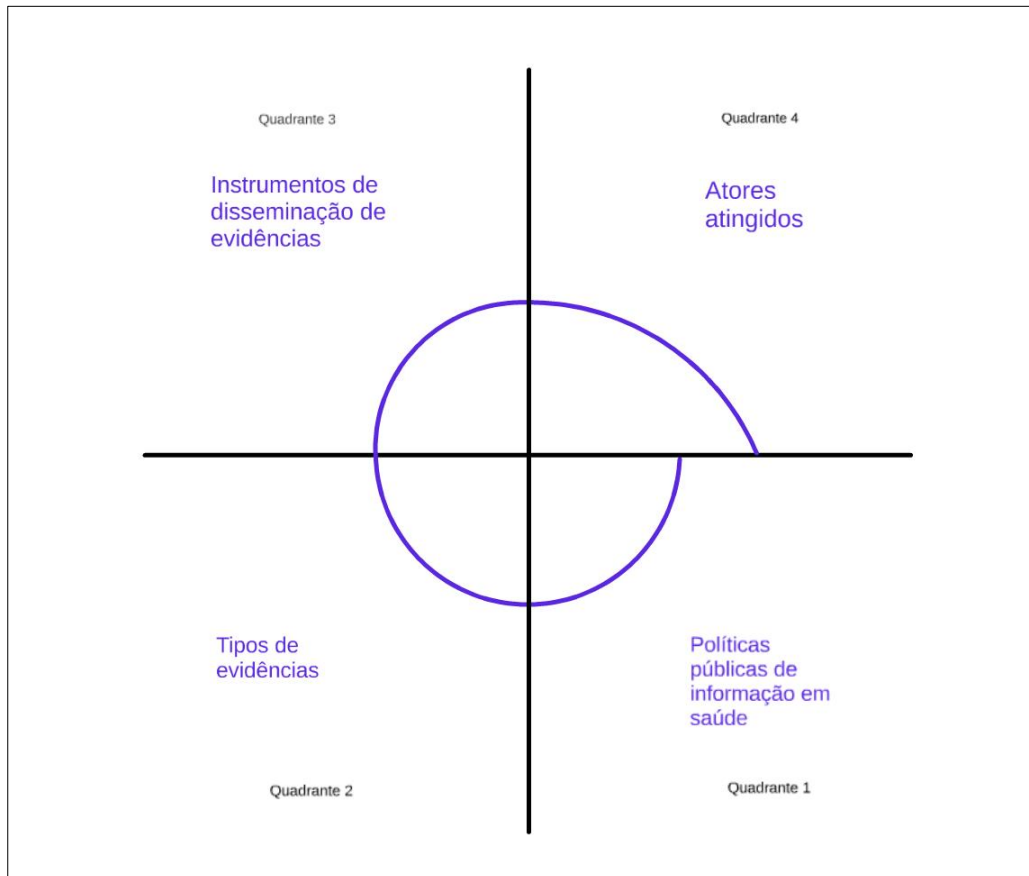 Quadrante 3
Instrumentos de
disseminação de
evidências
Quadrante 4
Atores
atingidos
Tipos de
evidências
Quadrante 2
Políticas
públicas de
informação em
saúde
Quadrante 1